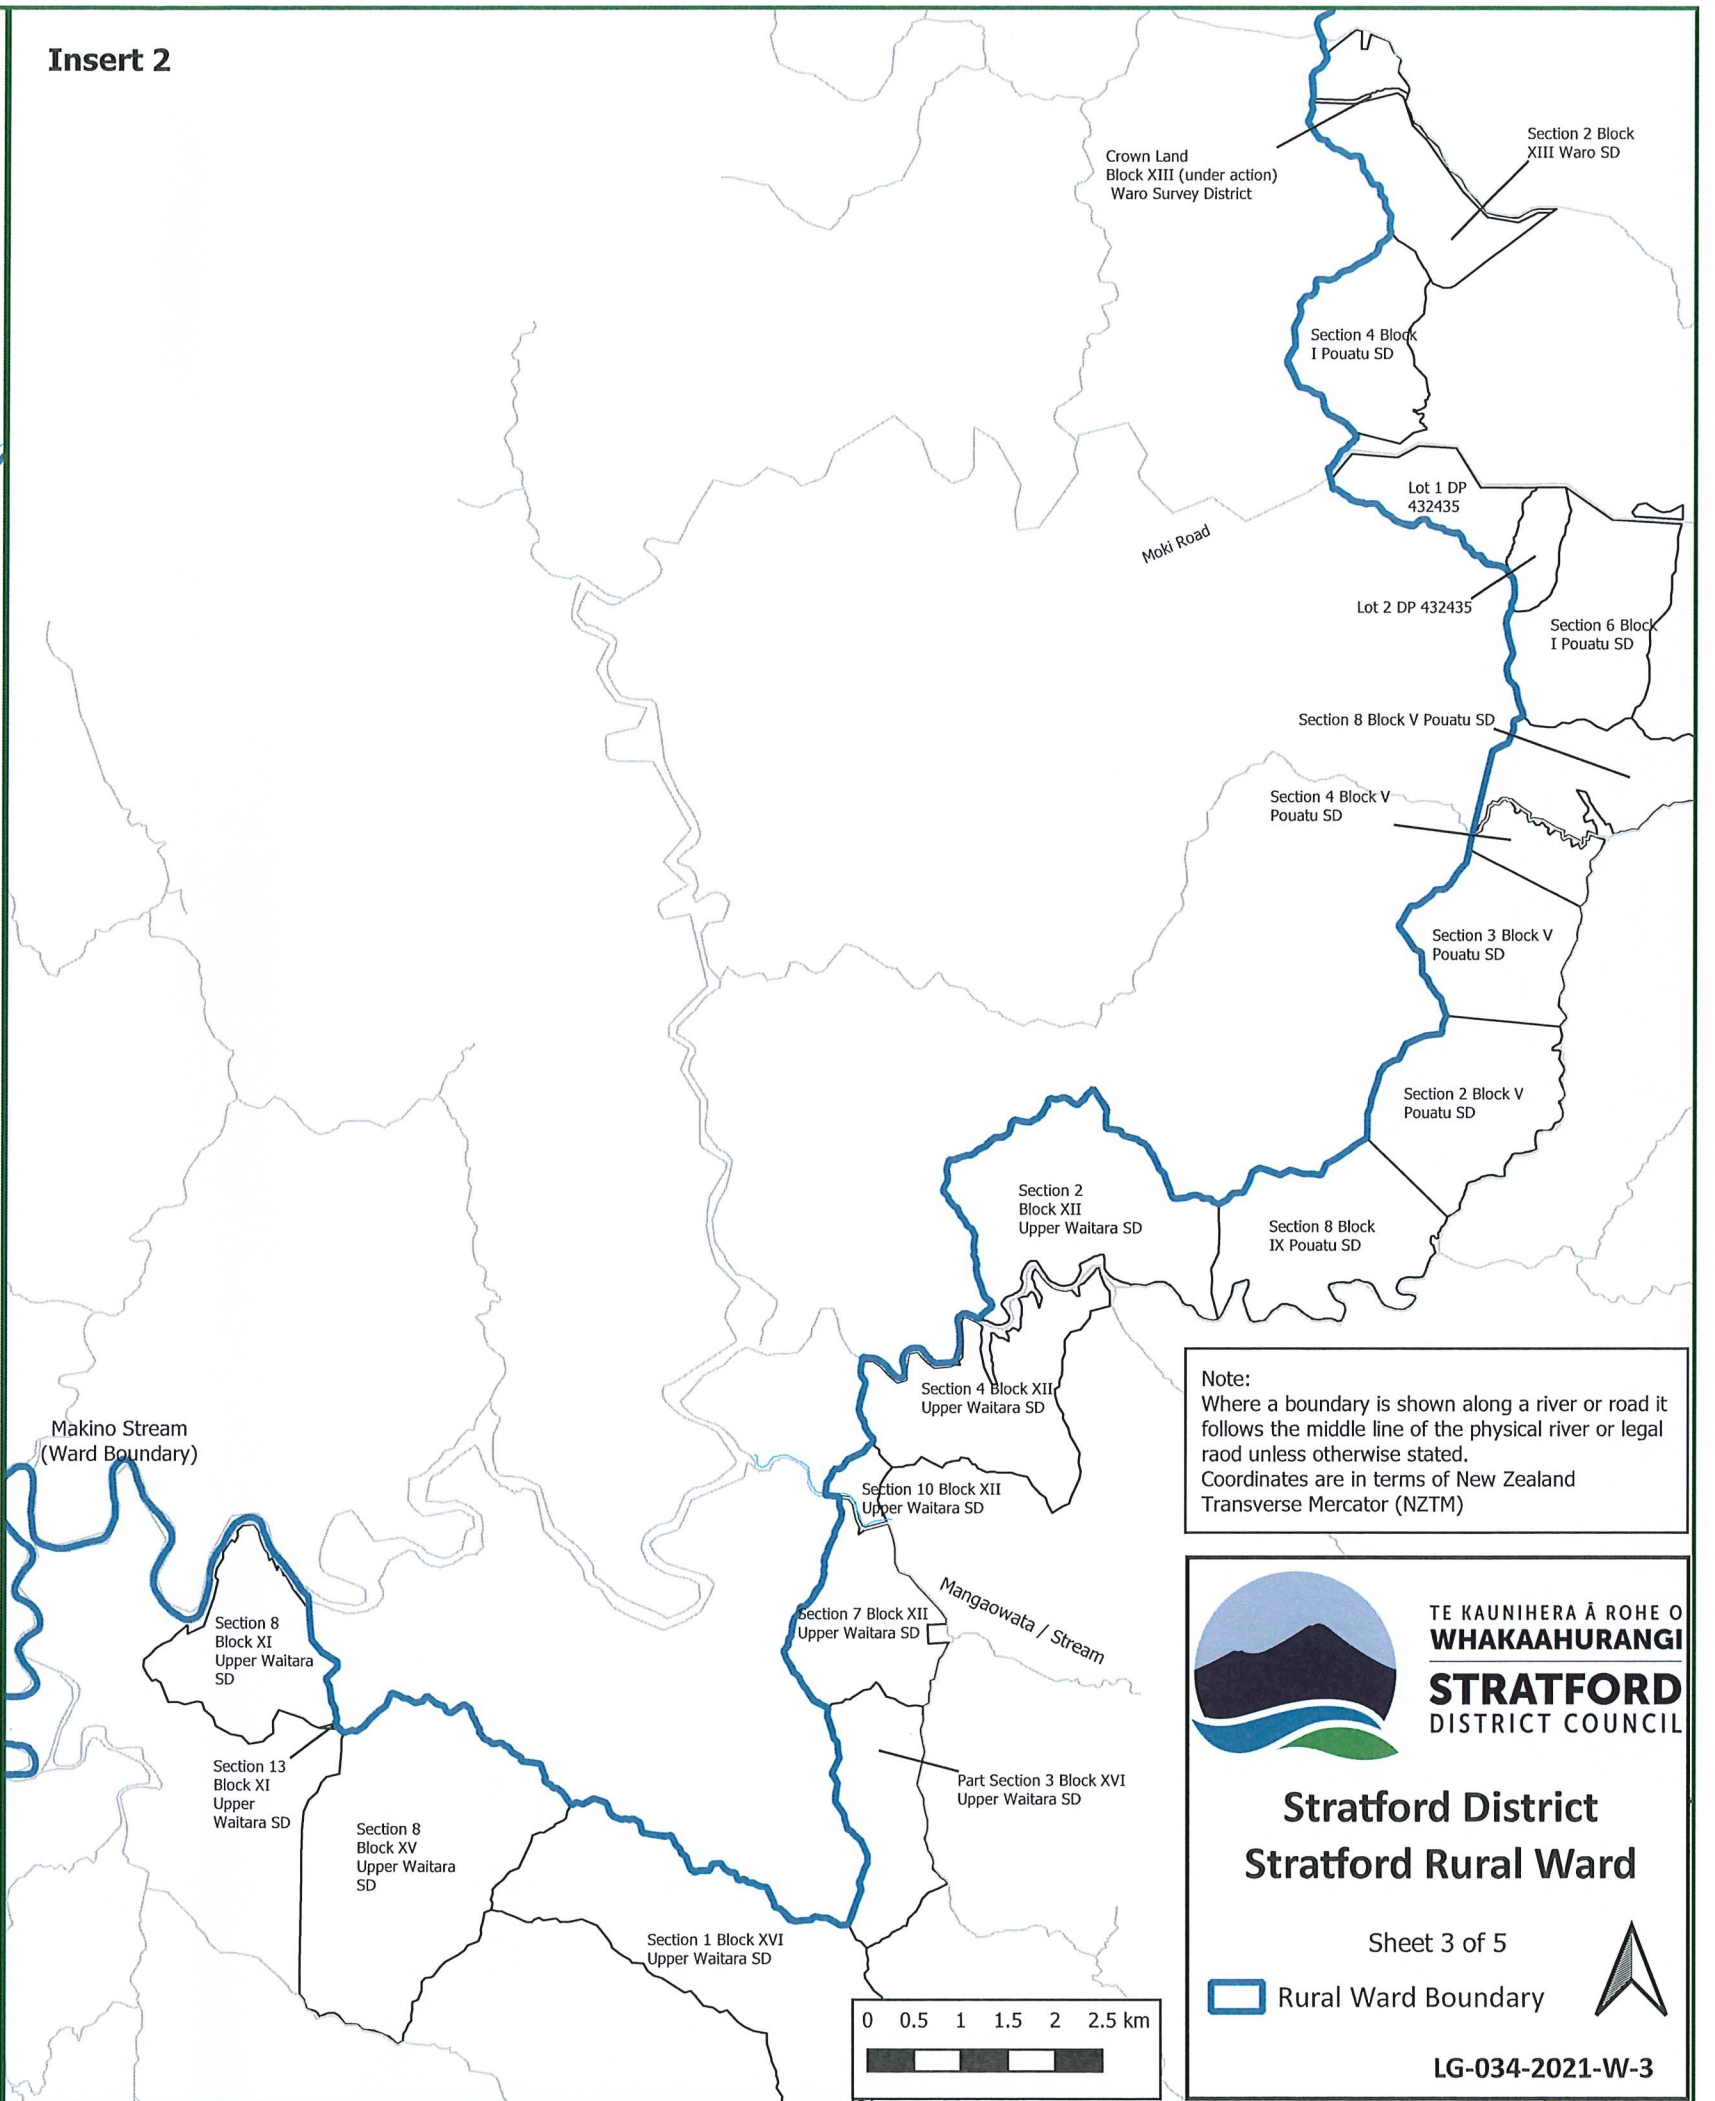 Insert 2
Section 2 Block
XIII Waro SD
Crown Land
Block XIII (under action)
Waro Survey District
Section 4 Block
I Pouatu SD
Lot 1 DP
432435
Moki Road
Lot 2 DP 432435
Section 6 Block
I Pouatu SD
Section 8 Block V Pouatu SD
Section 4 Block V
Pouatu SD
Section 3 Block V
Pouatu SD
Section 2 Block V
Pouatu SD
Section 2
Block XII
Upper Waitara SD
Section 8 Block
IX Pouatu SD
Section 4 Block XII
Upper Waitara SD
Makino Stream
(Ward Boundary)
Section 10 Block XII
Upper Waitara SD
Mangaowata / Stream
Section 7 Block XII
Upper Waitara SD
Section 8
Block XI
Upper Waitara
SD
Section 13
Block XI
Upper
Waitara SD
Part Section 3 Block XVI
Upper Waitara SD
Section 8
Block XV
Upper Waitara
SD
Section 1 Block XVI
Upper Waitara SD
0 0.5 1 1.5 2 2.5 km
Note:
Where a boundary is shown along a river or road it
follows the middle line of the physical river or legal
raod unless otherwise stated.
Coordinates are in terms of New Zealand
Transverse Mercator (NZTM)
TE KAUNIHERA Ā ROHE O
WHAKAAHURANGI
STRATFORD
DISTRICT COUNCIL
Stratford District
Stratford Rural Ward
Sheet 3 of 5
Rural Ward Boundary
LG-034-2021-W-3